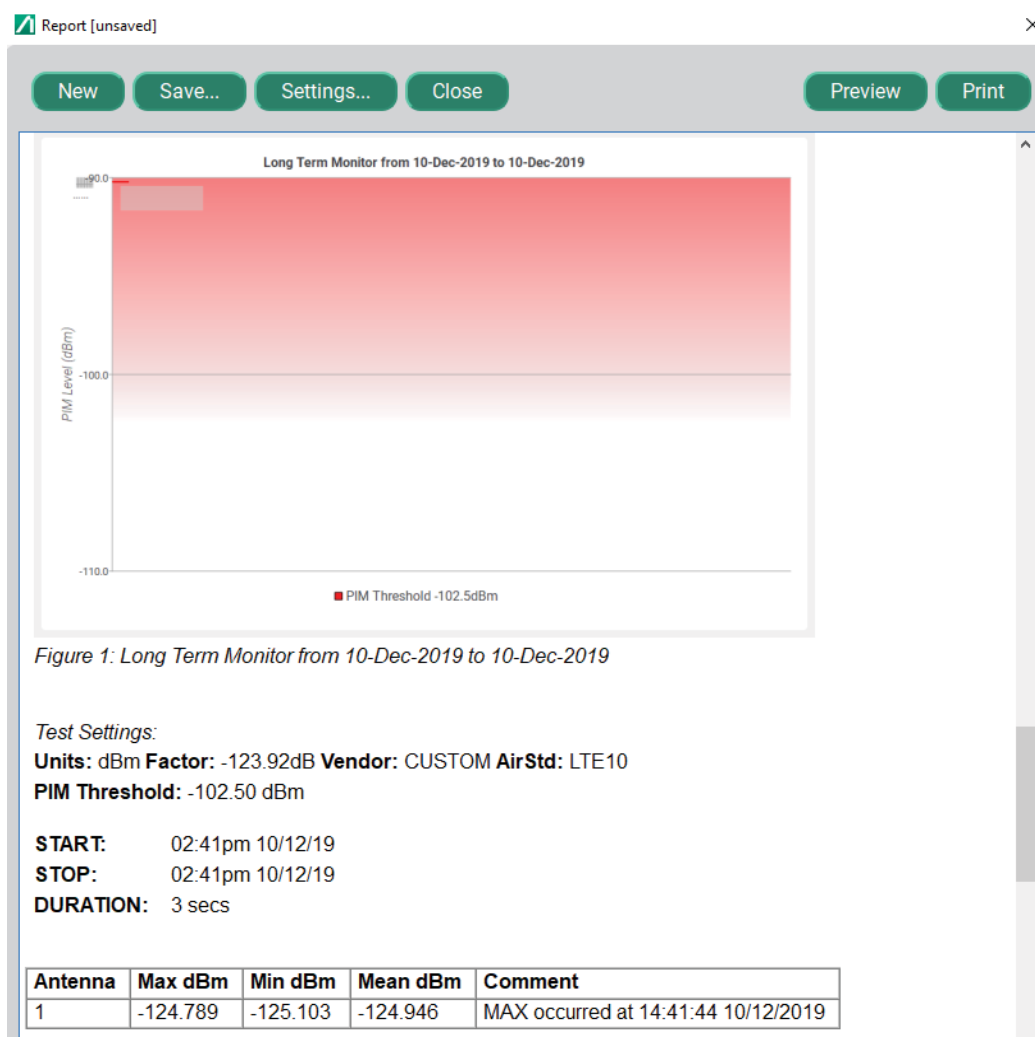 Report [unsaved]
New Save... Settings... Close Preview Print
Long Term Monitor from 10-Dec-2019 to 10-Dec-2019
-90.0
PIM Level (dBm)
-100.0
-110.0
PIM Threshold -102.5dBm
Figure 1: Long Term Monitor from 10-Dec-2019 to 10-Dec-2019
Test Settings:
Units: dBm Factor: -123.92dB Vendor: CUSTOM AirStd: LTE10
PIM Threshold: -102.50 dBm
START: 02:41pm 10/12/19
STOP: 02:41pm 10/12/19
DURATION: 3 secs
Antenna Max dBm Min dBm Mean dBm Comment
1 -124.789 -125.103 -124.946 MAX occurred at 14:41:44 10/12/2019